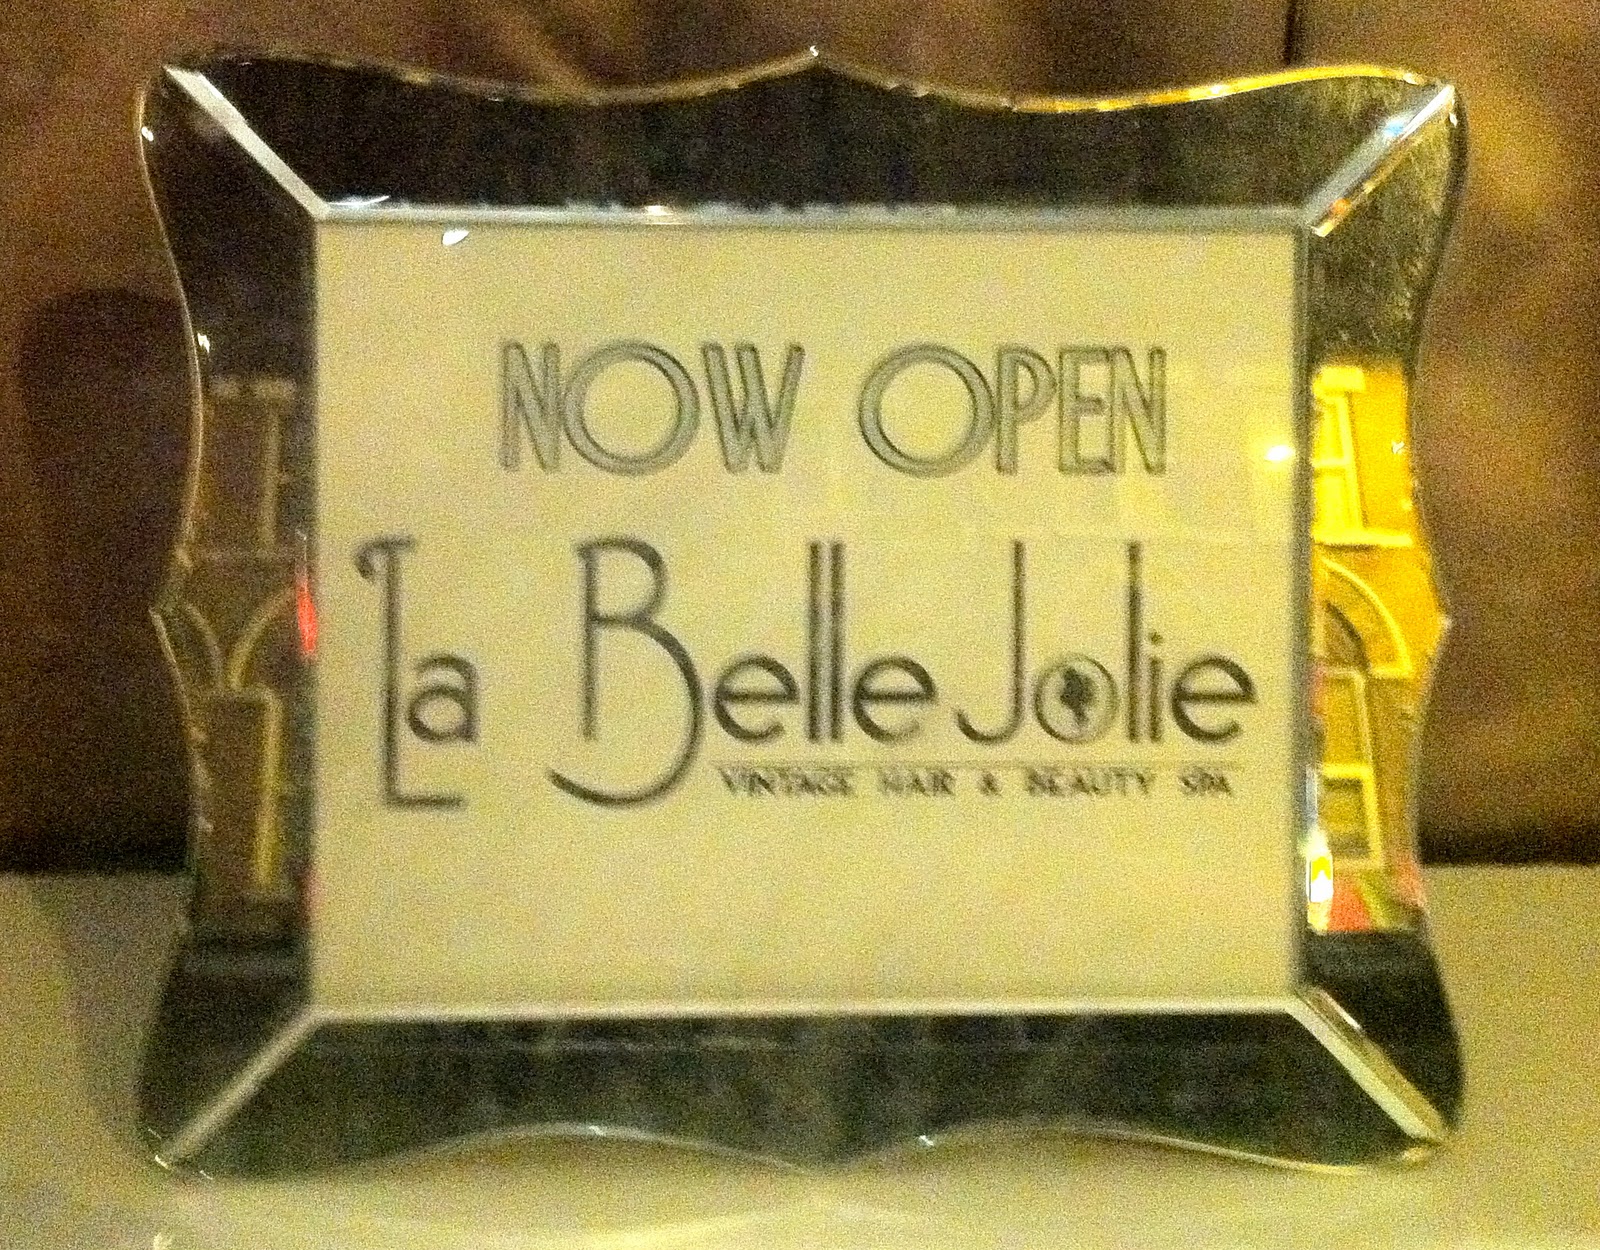 NOW OPEN
La Belle Jolie
VINTAGE HAIR & BEAUTY SPA